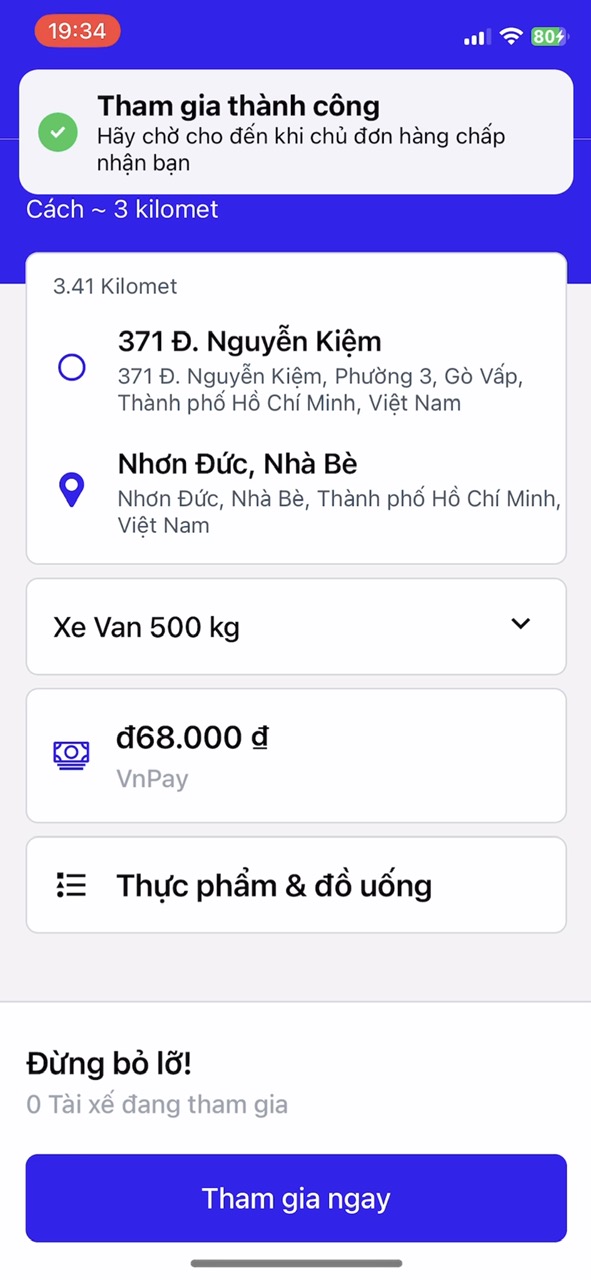 19:34
80
Tham gia thành công
Hãy chờ cho đến khi chủ đơn hàng chấp
nhận bạn
Cách ~ 3 kilomet
3.41 Kilomet
371 Đ. Nguyễn Kiệm
371 Đ. Nguyễn Kiệm, Phường 3, Gò Vấp,
Thành phố Hồ Chí Minh, Việt Nam
Nhơn Đức, Nhà Bè
Nhơn Đức, Nhà Bè, Thành phố Hồ Chí Minh,
Việt Nam
Xe Van 500 kg
đ68.000 ₫
VnPay
Thực phẩm & đồ uống
Đừng bỏ lỡ!
0 Tài xế đang tham gia
Tham gia ngay